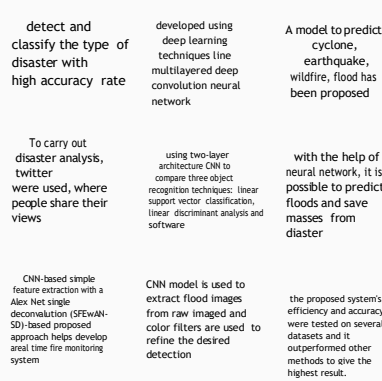 detect and
classify the type of
disaster with
high accuracy rate
developed using
deep learning
techniques line
multilayered deep
convolution neural
network
A model to predict
cyclone,
earthquake,
wildfire, flood has
been proposed
To carry out
disaster analysis,
twitter
were used, where
people share their
views
using two-layer
architecture CNN to
compare three object
recognition techniques: linear
support vector classification,
linear discriminant analysis and
software
with the help of
neural network, it is
possible to predict
floods and save
masses from
diaster
CNN-based simple
feature extraction with a
Alex Net single
deconvalution (SFEwAN-
SD)-based proposed
approach helps develop
areal time fire monitoring
system
CNN model is used to
extract flood images
from raw imaged and
color filters are used to
refine the desired
detection
the proposed system's
efficiency and accuracy
were tested on several
datasets and it
outperformed other
methods to give the
highest result.